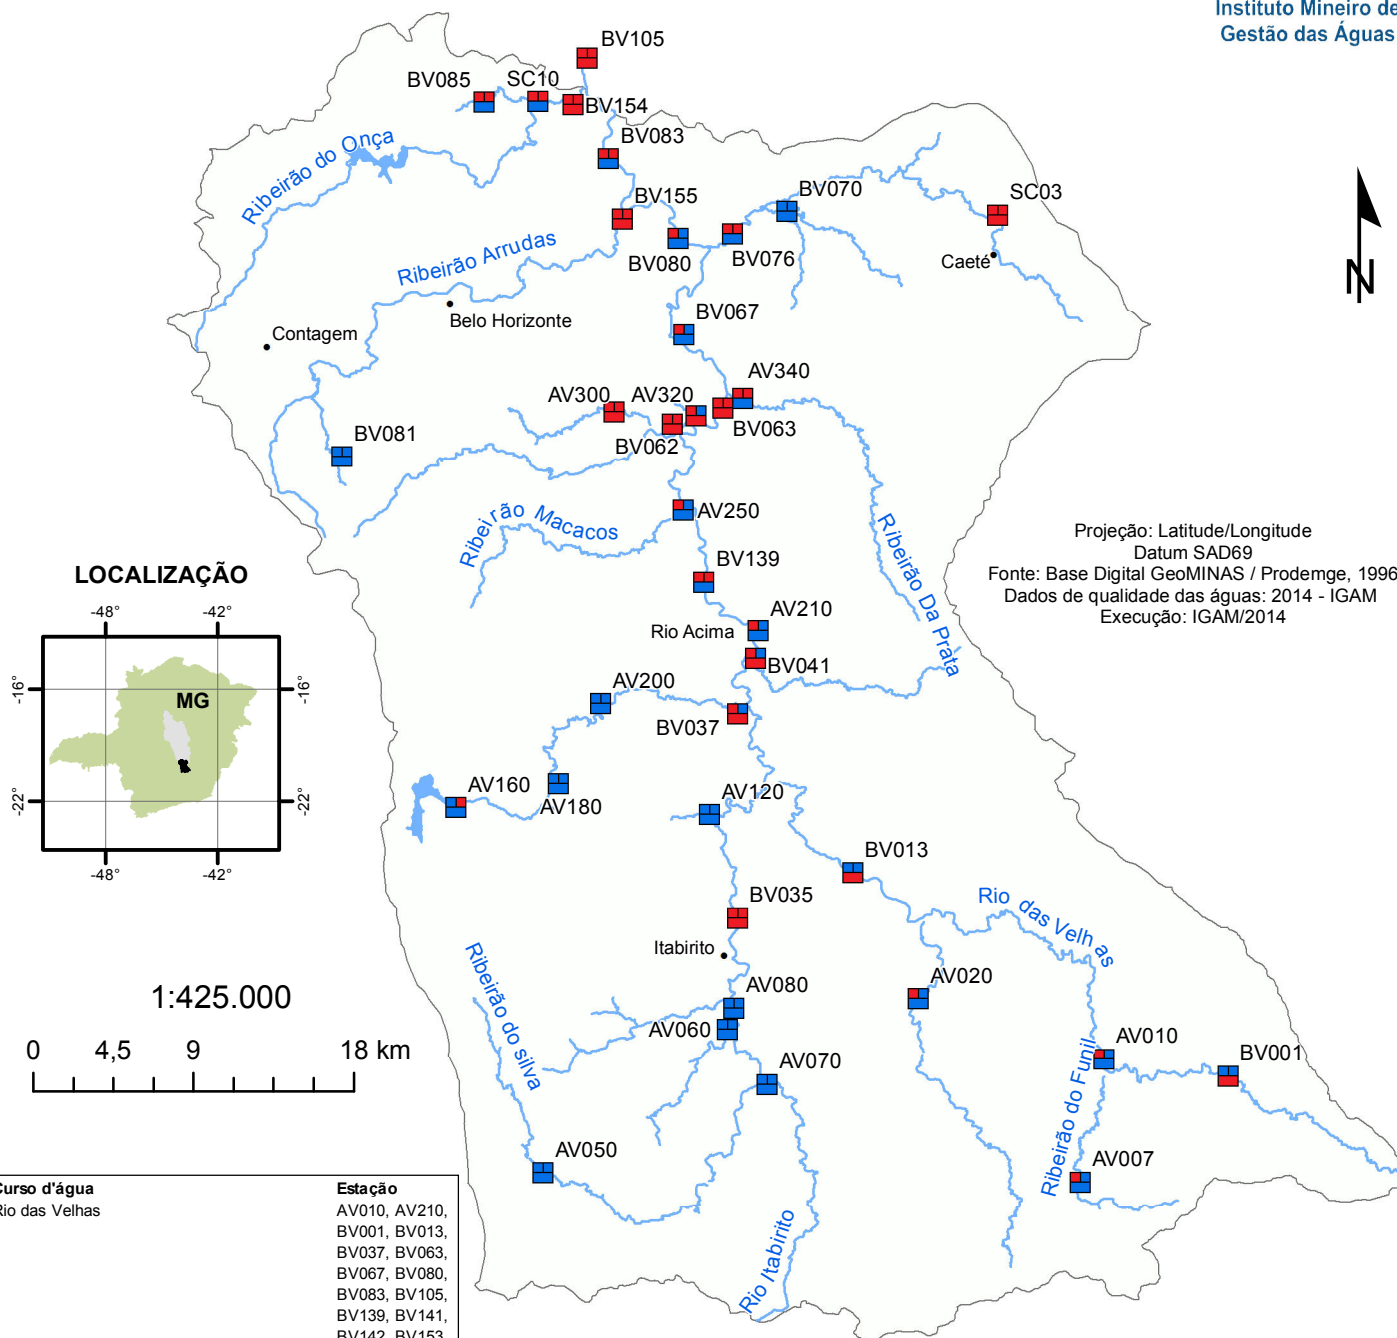 Instituto Mineiro de
Gestão das Águas
BV105
BV085
SC10
BV154
BV083
Ribeirão do Onça
BV155
BV070
SC03
BV080
BV076
Caeté
Ribeirão Arrudas
N
Belo Horizonte
Contagem
BV067
AV340
AV300
AV320
BV063
BV062
BV081
AV250
Ribeirão Macacos
Ribeirão Da Prata
Projeção: Latitude/Longitude
Datum SAD69
Fonte: Base Digital GeoMINAS / Prodemge, 1996
Dados de qualidade das águas: 2014 - IGAM
Execução: IGAM/2014
BV139
LOCALIZAÇÃO
-48°
-42°
-16°
-16°
MG
-22°
-22°
-48°
-42°
AV210
Rio Acima
BV041
AV200
BV037
AV160
AV180
AV120
BV013
BV035
Rio das Velhas
Itabirito
Ribeirão do silva
AV080
AV020
AV060
AV070
AV010
BV001
Ribeirão do Funil
1:425.000
0 4,5 9 18 km
AV050
AV007
Rio Itabirito
Curso d'água Estação
Rio das Velhas AV010, AV210,
BV001, BV013,
BV037, BV063,
BV067, BV080,
BV083, BV105,
BV139, BV141,
BV142, BV153